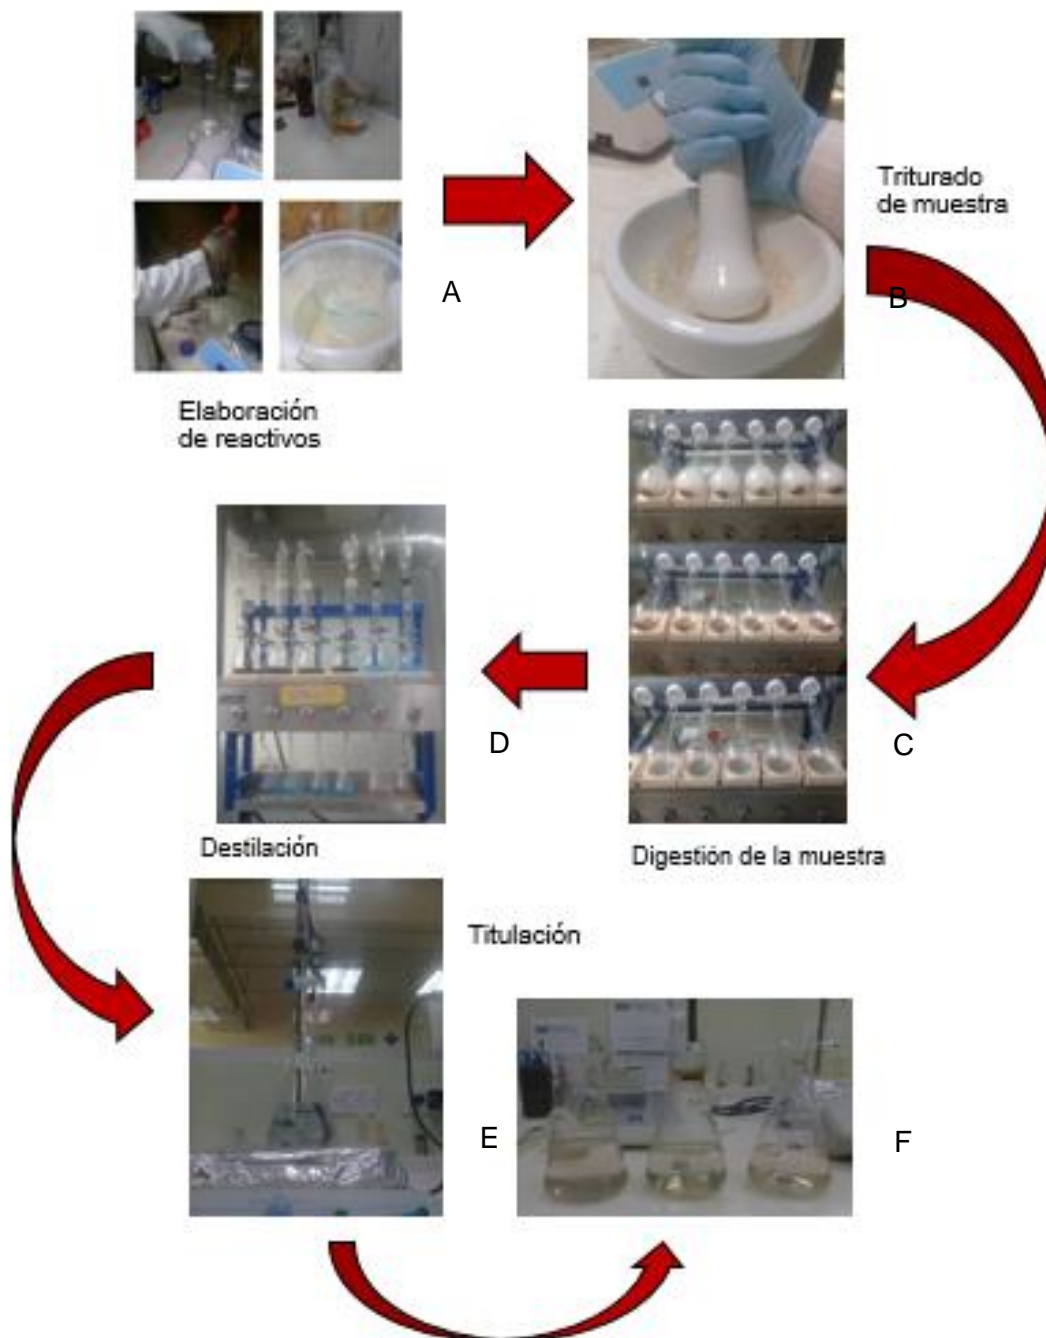 A
Triturado
de muestra
B
Elaboración
de reactivos
D
C
Destilación
Digestión de la muestra
Titulación
E
F